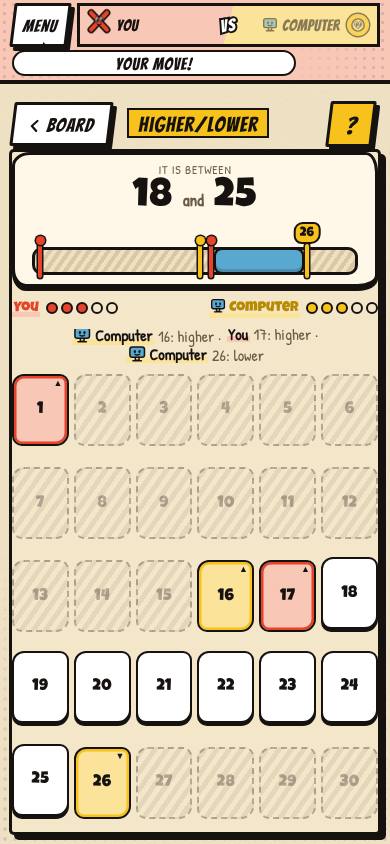 MENU
YOU
VS
COMPUTER
YOUR MOVE!
< BOARD
HIGHER/LOWER
?
IT IS BETWEEN
18 and 25
26
YOU
COMPUTER
Computer 16: higher · You 17: higher ·
Computer 26: lower
1 2 3 4 5 6
7 8 9 10 11 12
13 14 15 16 17 18
19 20 21 22 23 24
25 26 27 28 29 30